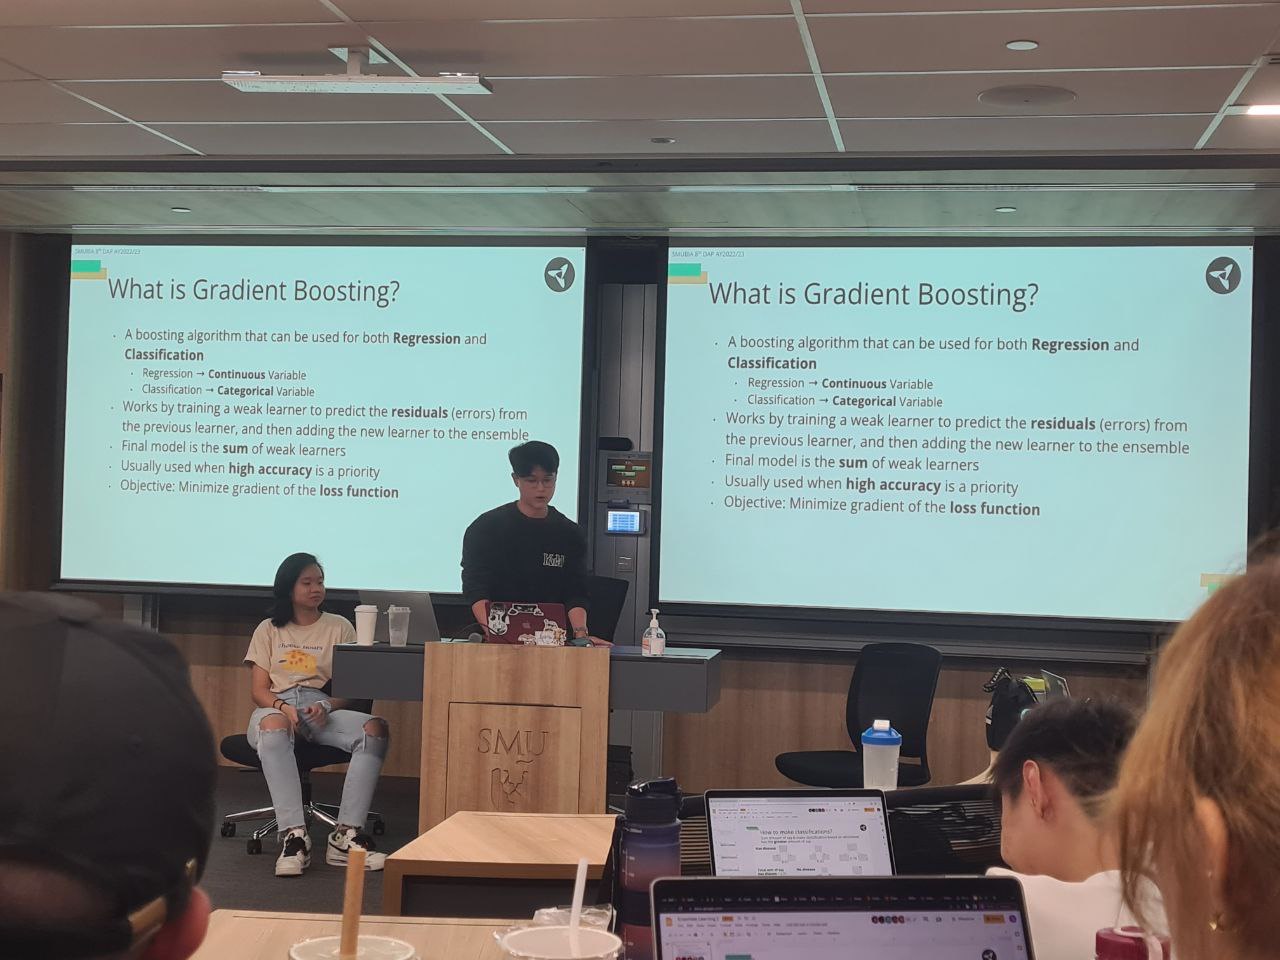 SMUBIA 8th DAP AY2022/23
What is Gradient Boosting?
· A boosting algorithm that can be used for both Regression and
Classification
· Regression → Continuous Variable
· Classification → Categorical Variable
· Works by training a weak learner to predict the residuals (errors) from
the previous learner, and then adding the new learner to the ensemble
· Final model is the sum of weak learners
· Usually used when high accuracy is a priority
· Objective: Minimize gradient of the loss function
SMUBIA 8th DAP AY2022/23
What is Gradient Boosting?
· A boosting algorithm that can be used for both Regression and
Classification
· Regression → Continuous Variable
· Classification → Categorical Variable
· Works by training a weak learner to predict the residuals (errors) from
the previous learner, and then adding the new learner to the ensemble
· Final model is the sum of weak learners
· Usually used when high accuracy is a priority
· Objective: Minimize gradient of the loss function
SMU
How to make classifications?
Has disease
No disease
Ensemble Learning